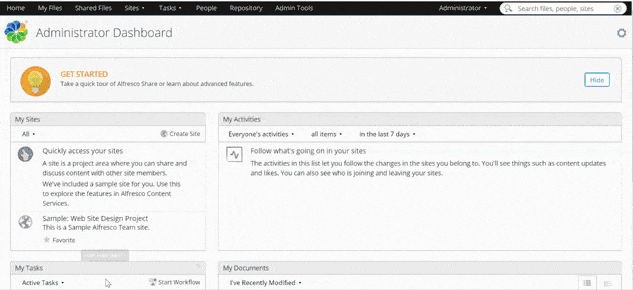 Home My Files Shared Files Sites Tasks People Repository Admin Tools Administrator Search files, people, sites
Administrator Dashboard
GET STARTED
Take a quick tour of Alfresco Share or learn about advanced features.
Hide
My Sites
All Create Site
Quickly access your sites
A site is a project area where you can share and
discuss content with other site members.
We've included a sample site for you. Use this
to explore the features in Alfresco Content
Services.
Sample: Web Site Design Project
This is a Sample Alfresco Team site.
Favorite
My Activities
Everyone's activities all items in the last 7 days
Follow what's going on in your sites
The activities in this list let you follow the changes in the sites you belong to. You'll see things such as content updates
and likes. You can also see who is joining and leaving your sites.
My Tasks
Active Tasks Start Workflow
My Documents
I've Recently Modified